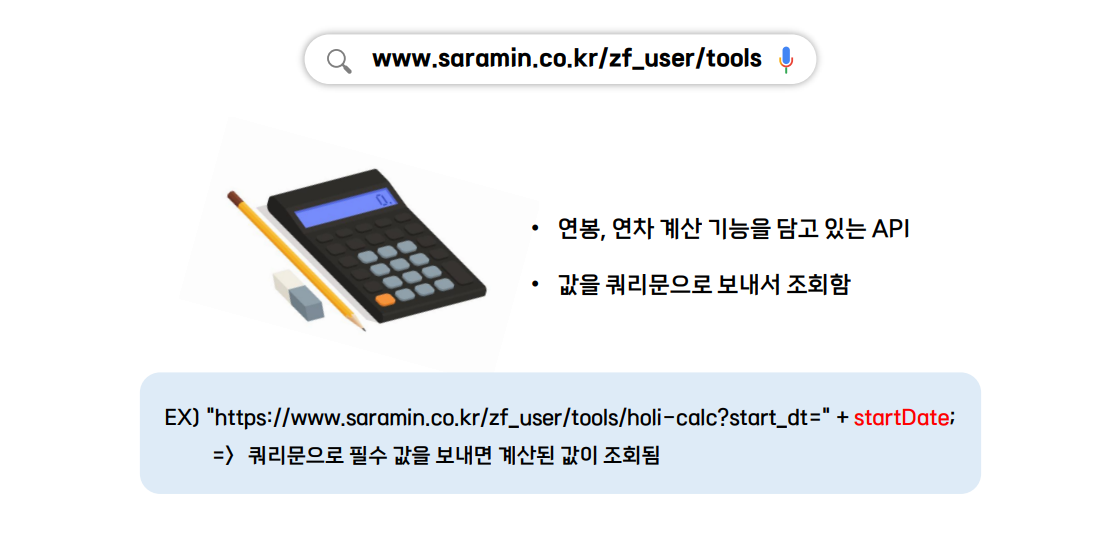 www.saramin.co.kr/zf_user/tools
0.
• 연봉, 연차 계산 기능을 담고 있는 API
• 값을 쿼리문으로 보내서 조회함
EX) "https://www.saramin.co.kr/zf_user/tools/holi-calc?start_dt=" + startDate;
=> 쿼리문으로 필수 값을 보내면 계산된 값이 조회됨